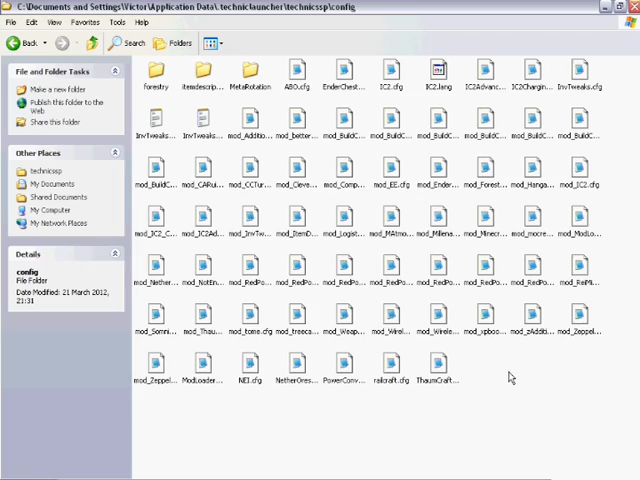 C:\Documents and Settings\Victor\Application Data\.techniclauncher\technicssp\config
File Edit View Favorites Tools Help
Back Search Folders
File and Folder Tasks
Make a new folder
Publish this folder to the
Web
Share this folder
Other Places
technicssp
My Documents
Shared Documents
My Computer
My Network Places
Details
config
File Folder
Date Modified: 21 March 2012,
21:31
forestry itemdescrip... MetaRotation ABO.cfg EnderChest... IC2.cfg IC2.lang IC2Advanc... IC2Chargin... InvTweaks.cfg
InvTweaks... InvTweaks... mod_Additio... mod_better... mod_BuildC... mod_BuildC... mod_BuildC... mod_BuildC... mod_BuildC... mod_BuildC...
mod_BuildC... mod_CARui... mod_CCTur... mod_Cleve... mod_Comp... mod_EE.cfg mod_Ender... mod_Forest... mod_Hanga... mod_IC2.cfg
mod_IC2_C... mod_IC2Ad... mod_InvTw... mod_ItemD... mod_Logist... mod_MAtmo... mod_Millena... mod_Minecr... mod_mocre... mod_ModLo...
mod_Nether... mod_NotEn... mod_RedPo... mod_RedPo... mod_RedPo... mod_RedPo... mod_RedPo... mod_RedPo... mod_RedPo... mod_ReiMi...
mod_Somni... mod_Thau... mod_tome.cfg mod_treeca... mod_Weap... mod_Wirel... mod_Wirele... mod_xpboo... mod_zAdditi... mod_Zeppel...
mod_Zeppel... ModLoader... NEI.cfg NetherOres... PowerConv... railcraft.cfg ThaumCraft...